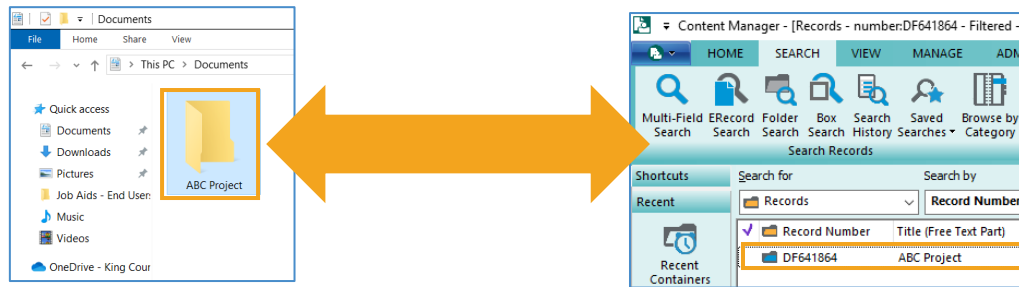 Documents
File Home Share View
This PC > Documents
Quick access
Documents
Downloads
Pictures
Job Aids - End User
Music
Videos
OneDrive - King Cour
ABC Project
Content Manager - [Records - number:DF641864 - Filtered -
HOME SEARCH VIEW MANAGE ADM
Multi-Field Search
ERecord Search
Folder Search
Box Search
Search History
Saved Searches
Browse by Category
Search Records
Shortcuts
Recent
Recent Containers
Search for Search by
Records Record Number
Record Number Title (Free Text Part)
DF641864 ABC Project